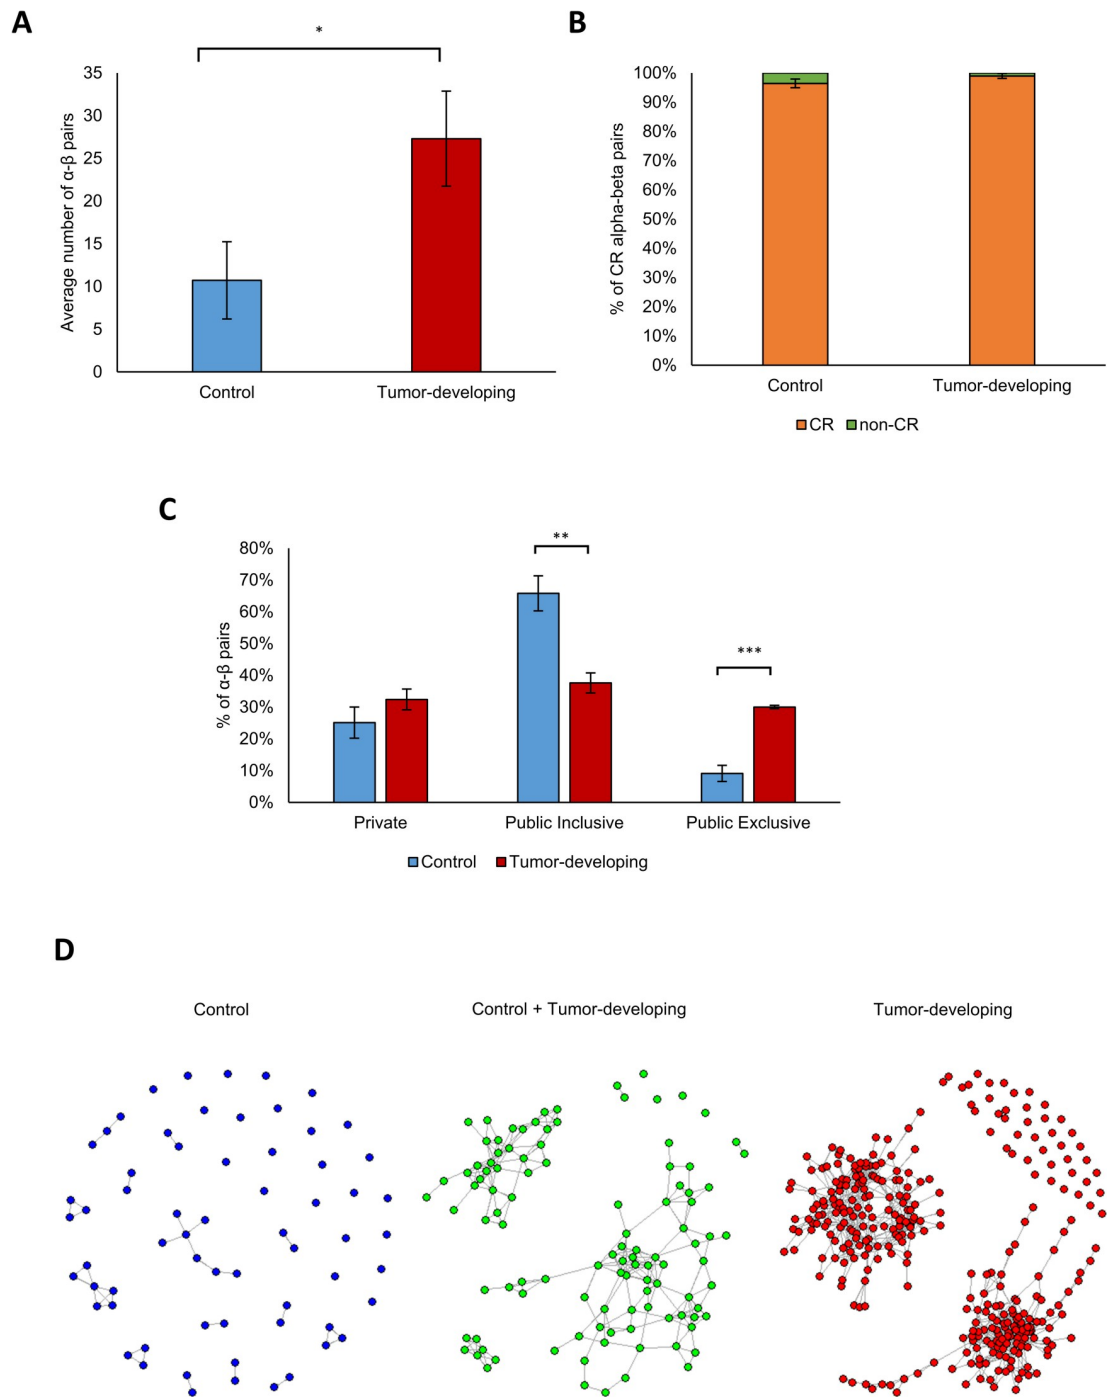 A
*
Average number of α-β pairs
35
30
25
20
15
10
5
0
Control
Tumor-developing
B
% of CR alpha-beta pairs
100%
90%
80%
70%
60%
50%
40%
30%
20%
10%
0%
Control
Tumor-developing
CR
non-CR
C
% of α-β pairs
80%
70%
60%
50%
40%
30%
20%
10%
0%
**
***
Private
Public Inclusive
Public Exclusive
Control
Tumor-developing
D
Control
Control + Tumor-developing
Tumor-developing